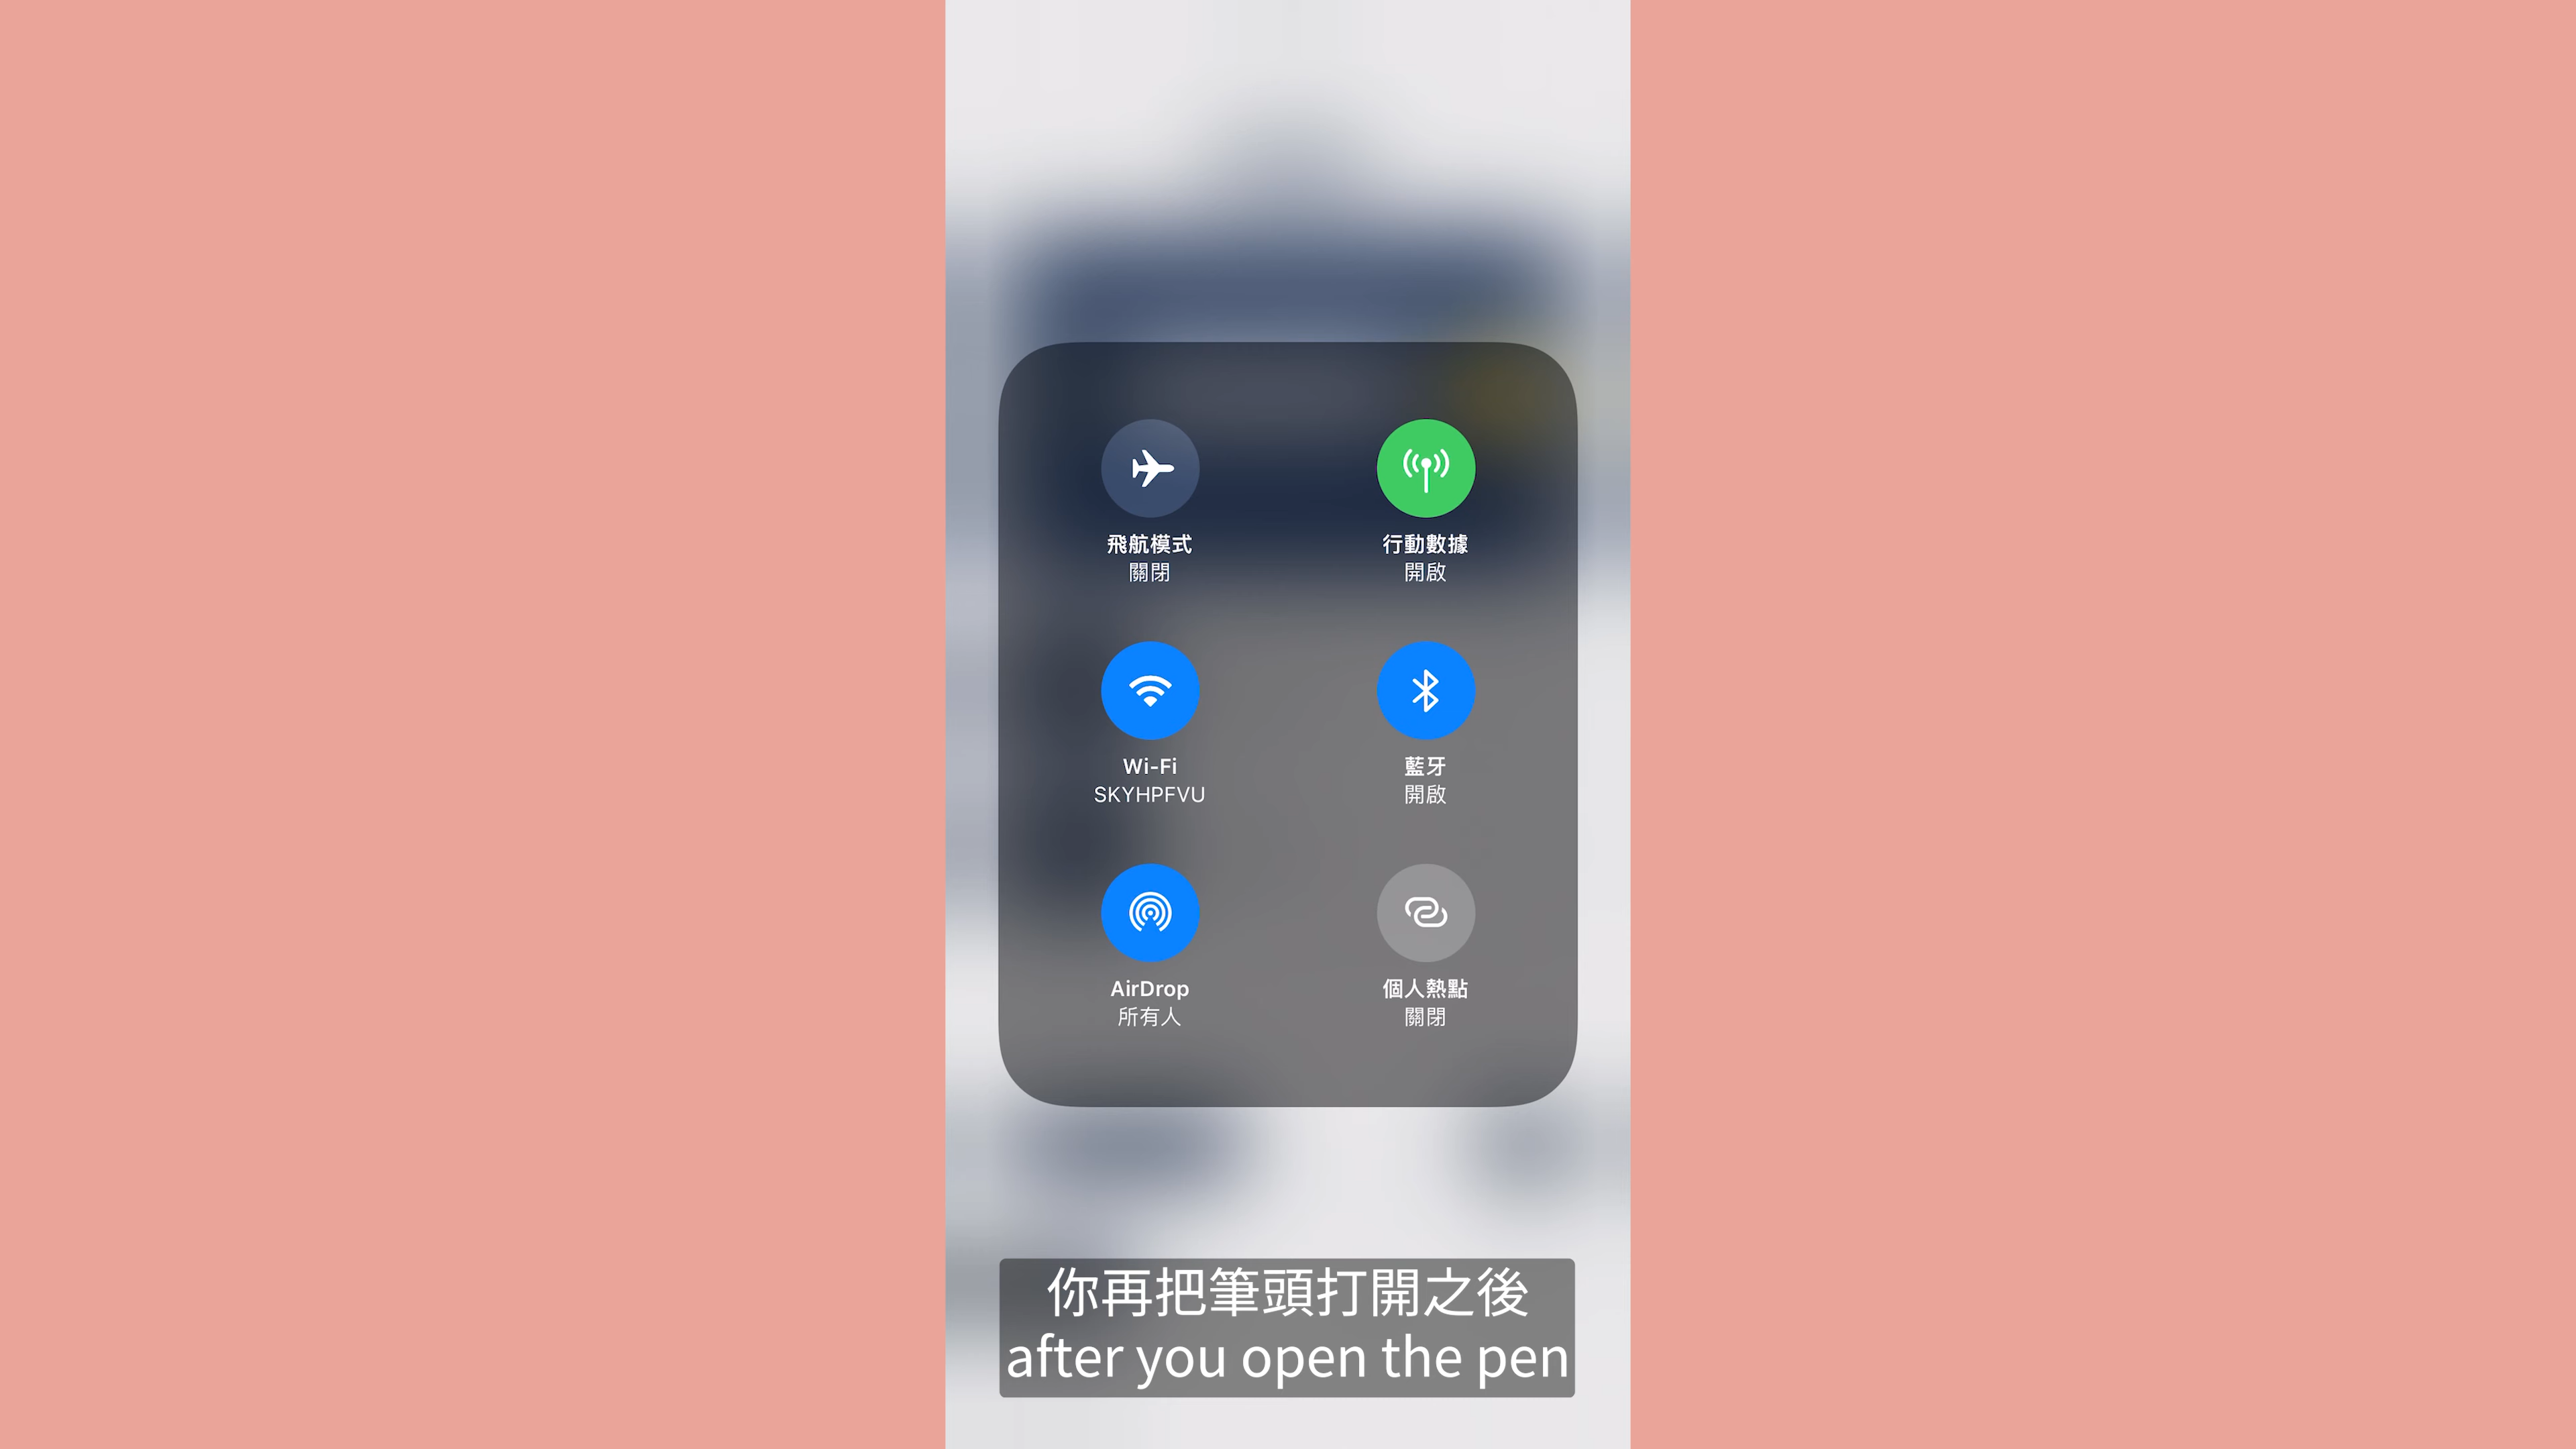 飛航模式
關閉
行動數據
開啟
Wi-Fi
SKYHPFVU
藍牙
開啟
AirDrop
所有人
個人熱點
關閉
你再把筆頭打開之後
after you open the pen